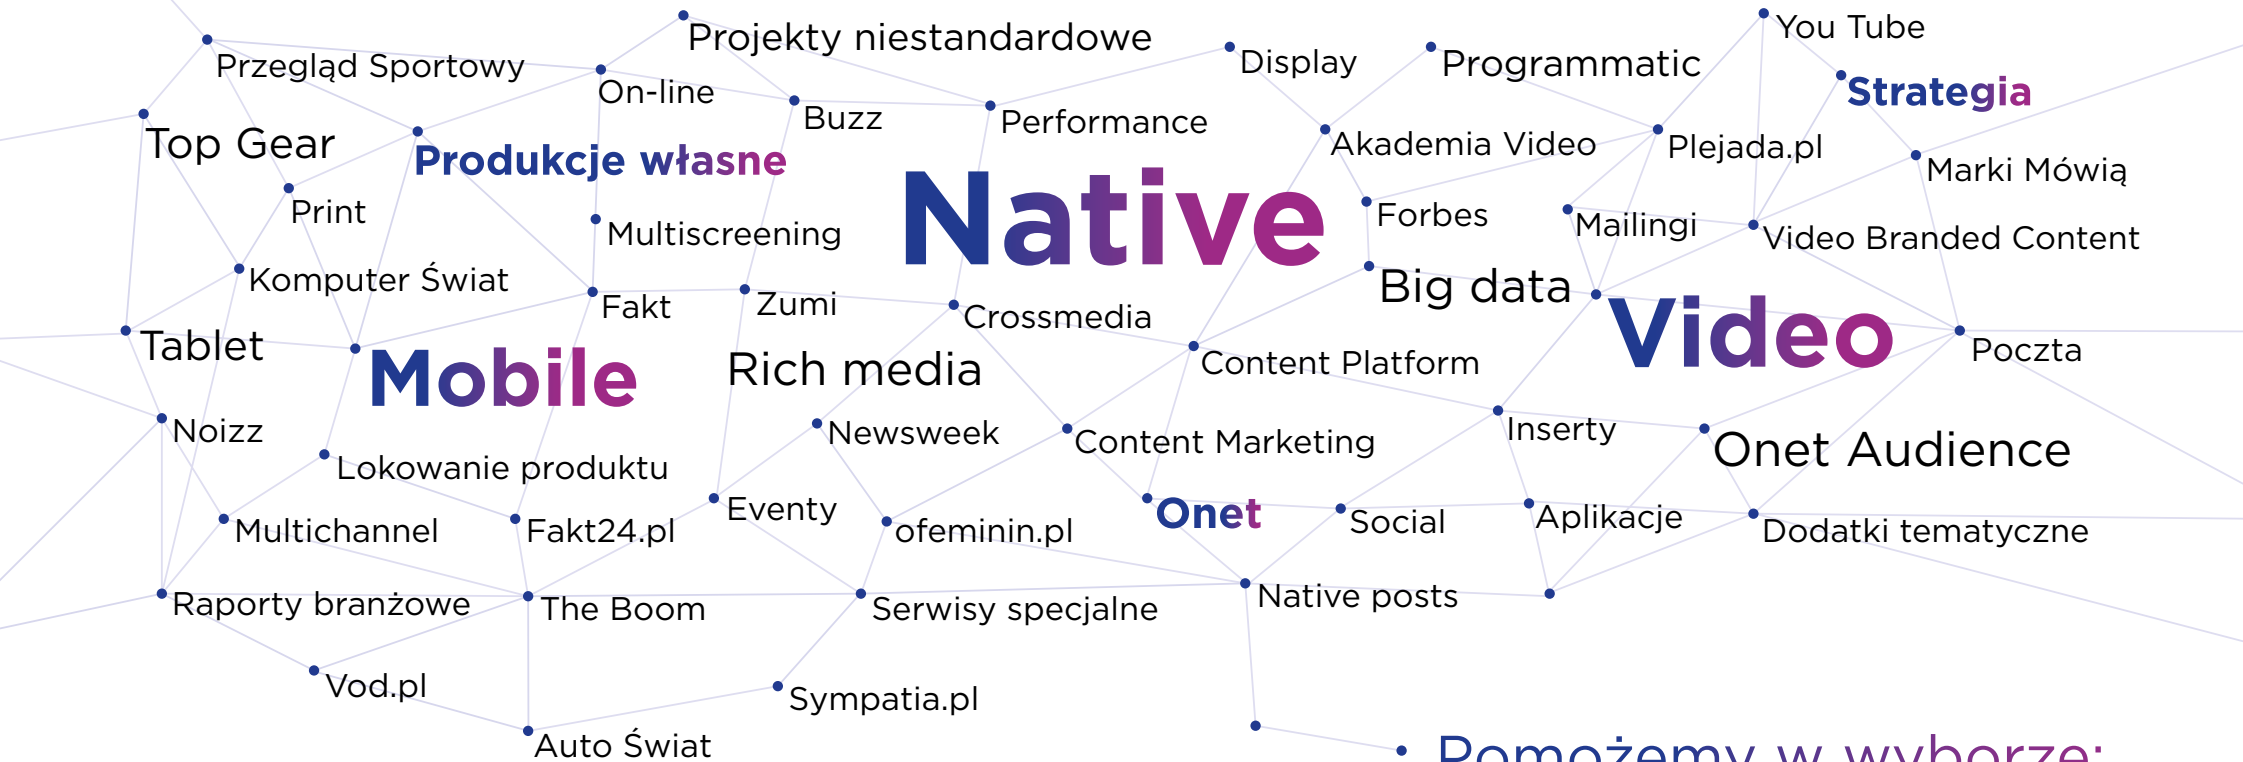 You Tube
Projekty niestandardowe
Display
Programmatic
Przegląd Sportowy
On-line
Strategia
Buzz
Performance
Top Gear
Akademia Video
Plejada.pl
Produkcje własne
Marki Mówią
Print
Native
Forbes
Mailingi
Multiscreening
Video Branded Content
Komputer Świat
Big data
Fakt
Zumi
Crossmedia
Video
Tablet
Mobile
Rich media
Content Platform
Poczta
Noizz
Newsweek
Content Marketing
Inserty
Onet Audience
Lokowanie produktu
Eventy
Onet
Social
Aplikacje
Multichannel
Fakt24.pl
ofeminin.pl
Dodatki tematyczne
Raporty branżowe
The Boom
Serwisy specjalne
Native posts
Vod.pl
Sympatia.pl
Auto Świat
Pomożemy w wyborze: